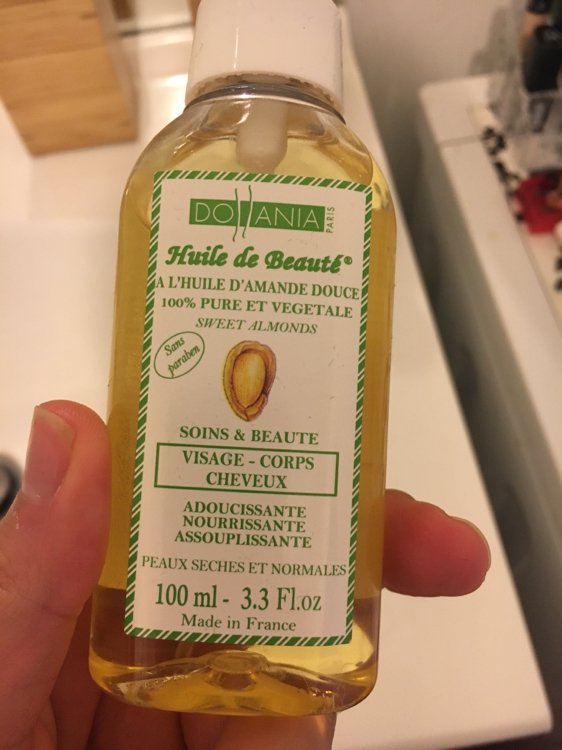 DOLLANIA PARIS
Huile de Beauté®
A L'HUILE D'AMANDE DOUCE
100% PURE ET VEGETALE
SWEET ALMONDS
Sans
paraben
SOINS & BEAUTE
VISAGE - CORPS
CHEVEUX
ADOUCISSANTE
NOURRISSANTE
ASSOUPLISSANTE
PEAUX SECHES ET NORMALES
100 ml - 3.3 Fl.oz
Made in France